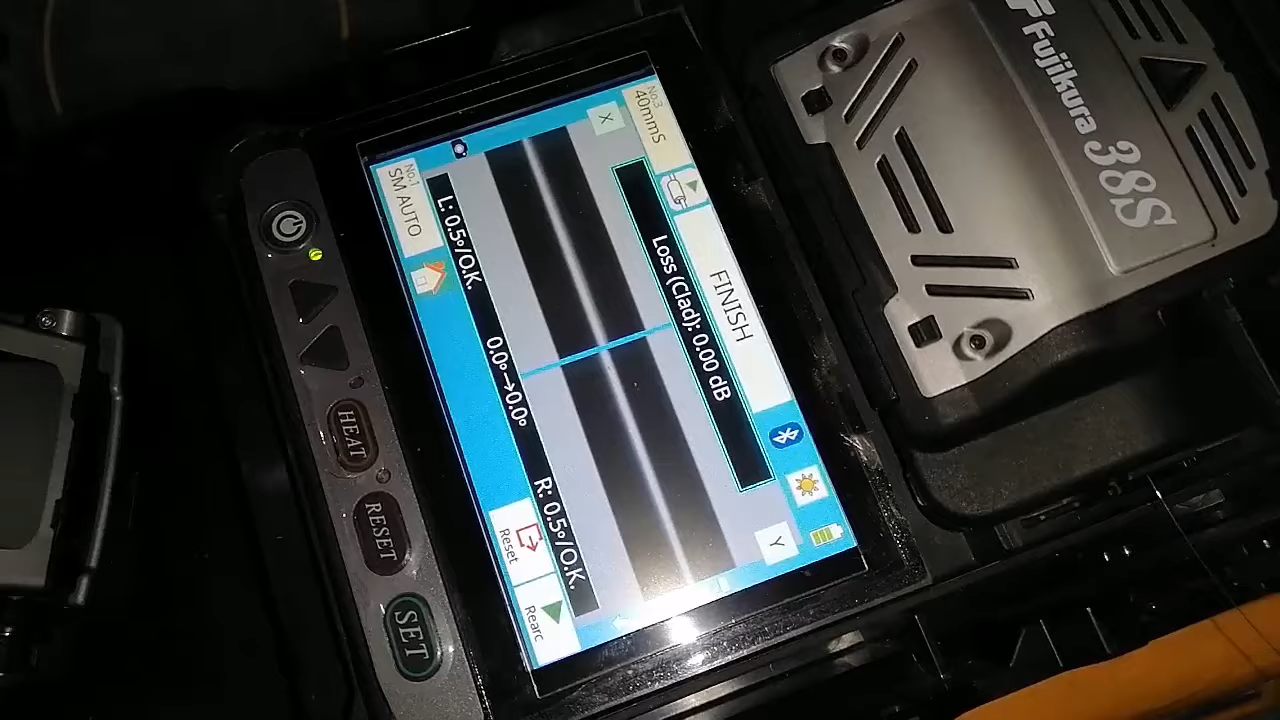 Fujikura 38S
No.3
40mmS
FINISH
X
Y
Loss (Clad): 0.00 dB
L: 0.5°/O.K.
0.0°→0.0°
R: 0.5°/O.K.
No.1
SM AUTO
Reset
Rearc
HEAT
RESET
SET